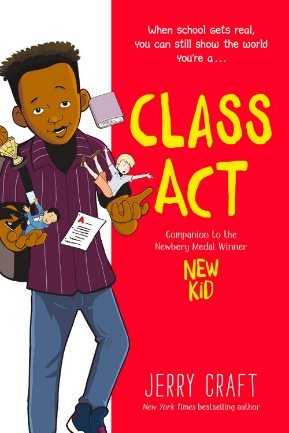 When school gets real,
you can still show the world
you're a...
CLASS
ACT
Companion to the
Newbery Medal Winner
NEW
KID
A
JERRY CRAFT
New York Times bestselling author